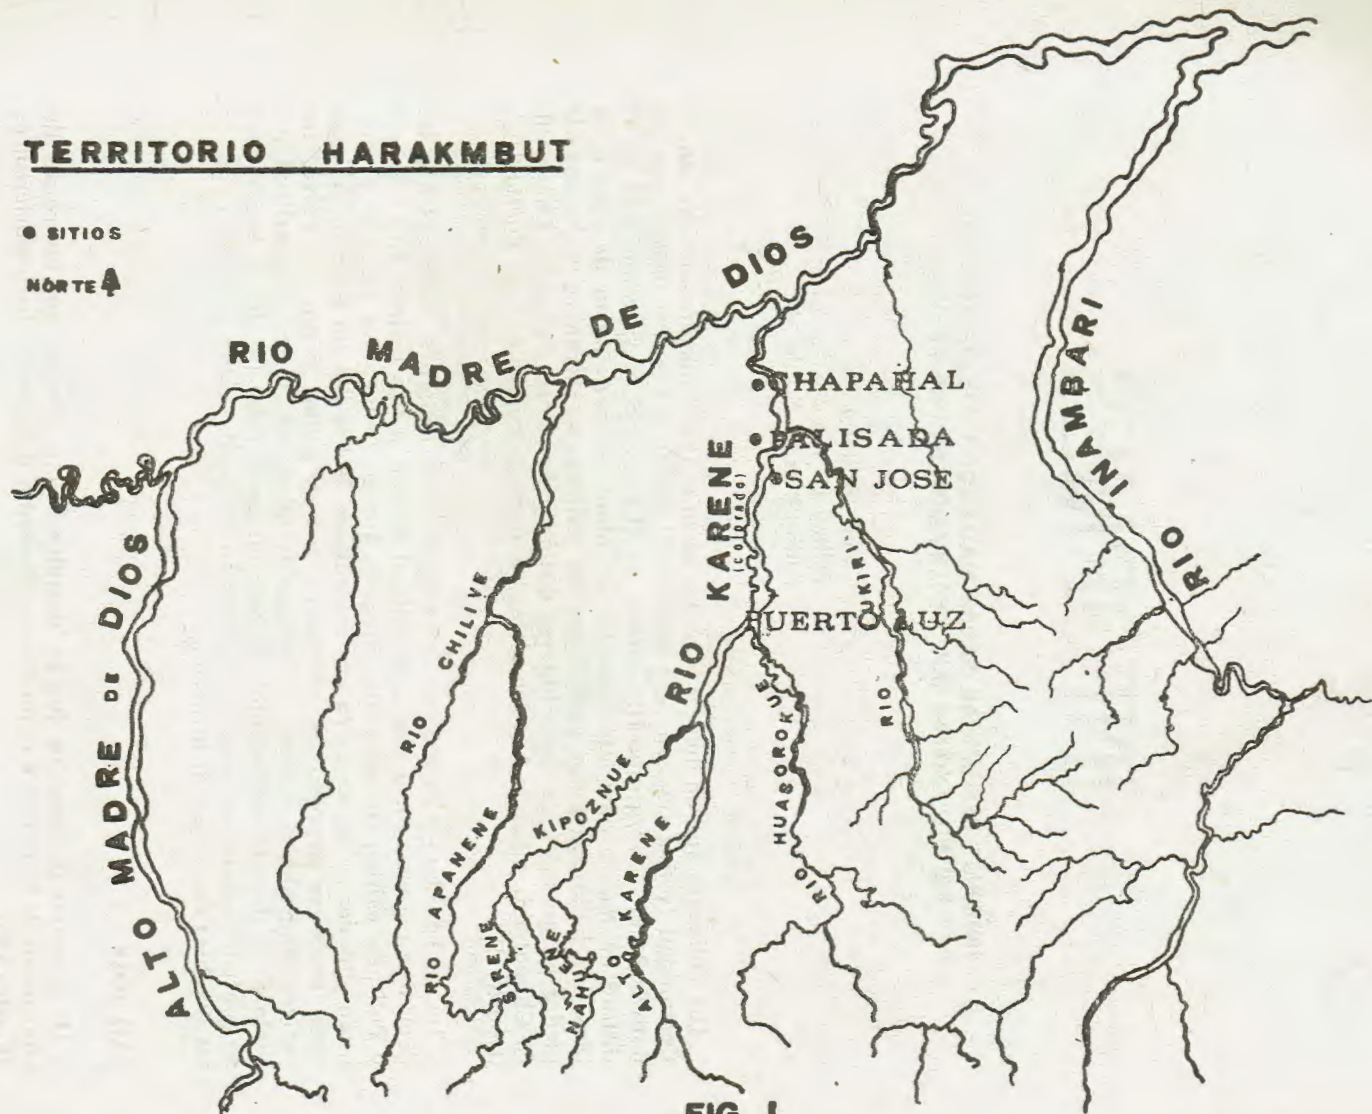 TERRITORIO HARAKMBUT
SITIOS
NORTE
RIO MADRE DE DIOS
ALTO MADRE DE DIOS
RIO CHILIVE
RIO APANENE
SIRENE
KIPOZNUE
ALTO KARENE
RIO KARENE
(Colorado)
CHAPAHAL
PALISADA
SAN JOSE
PUERTO LUZ
RIO HUASOROKUE
RIO
RIO INAMBARI
FIG. I